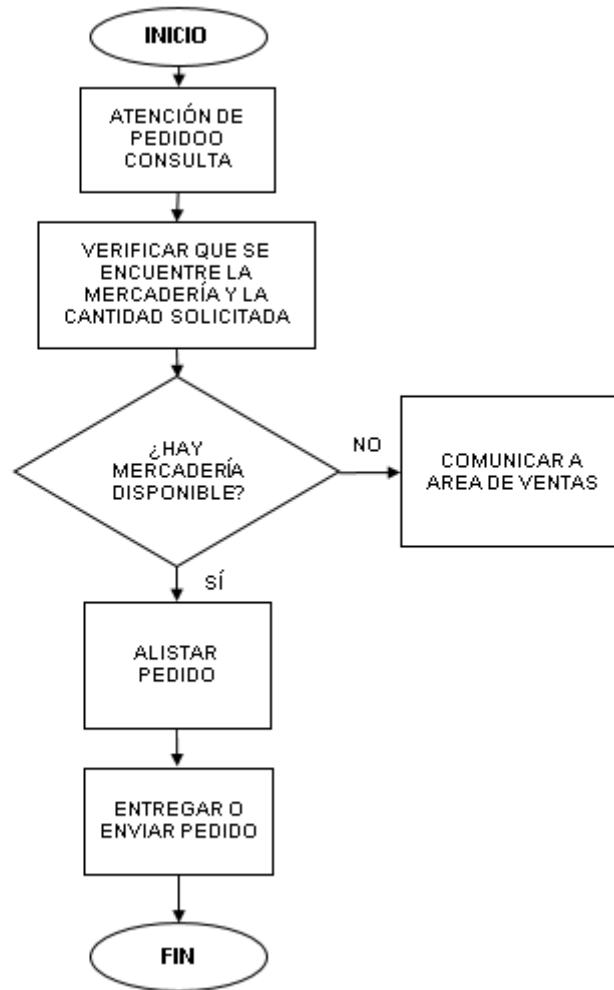 INICIO
ATENCIÓN DE
PEDIDOO
CONSULTA
VERIFICAR QUE SE
ENCUENTRE LA
MERCADERÍA Y LA
CANTIDAD SOLICITADA
¿HAY
MERCADERÍA
DISPONIBLE?
NO
COMUNICAR A
AREA DE VENTAS
SÍ
ALISTAR
PEDIDO
ENTREGAR O
ENVIAR PEDIDO
FIN